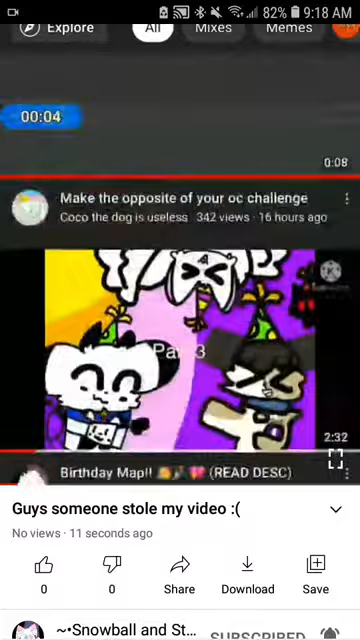 82% 9:18 AM
Explore All Mixes Memes
00:04
0:08
Make the opposite of your oc challenge
Coco the dog is useless 342 views · 16 hours ago
4
Part 3
2:32
Birthday Map!! (READ DESC)
Guys someone stole my video :(
No views · 11 seconds ago
0 0 Share Download Save
~•Snowball and St... SUBSCRIBED